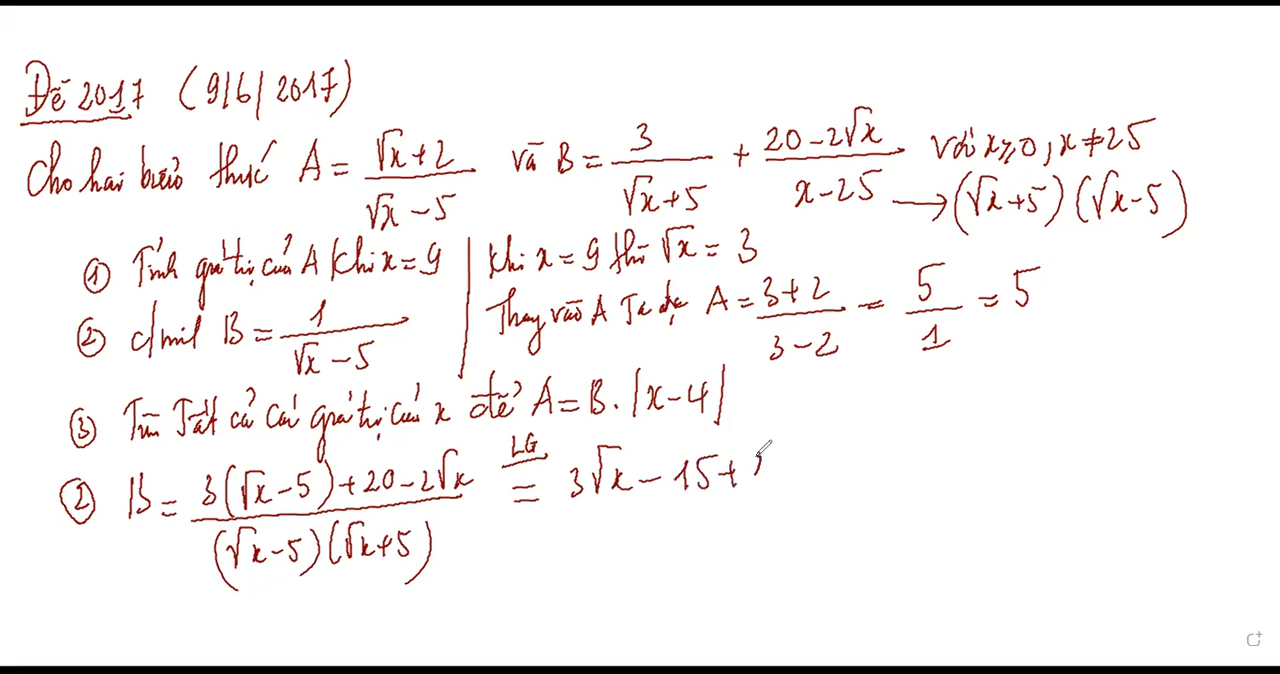 Đề 2017 (9/6/2017)
Cho hai biểu thức A = (√x+2)/(√x-5) và B = 3/(√x+5) + (20-2√x)/(x-25) với x≥0, x≠25
→ (√x+5)(√x-5)
① Tính giá trị của A khi x=9 | khi x=9 thì √x = 3
② c/mil B = 1/(√x-5) | Thay vào A Ta đc A = (3+2)/(3-2) = 5/1 = 5
③ Tìm Tất cả các giá trị của x để A = B.|x-4|
LG
② B = (3(√x-5)+20-2√x)/((√x-5)(√x+5)) = 3√x-15+